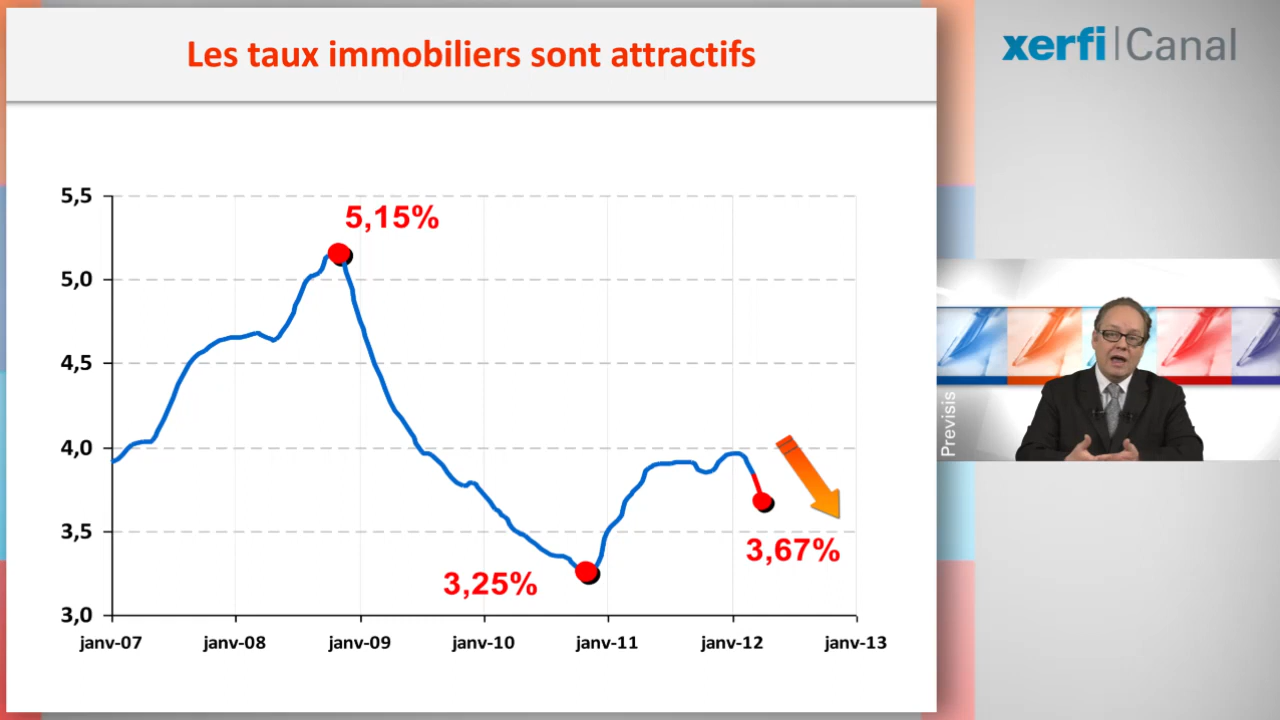 Les taux immobiliers sont attractifs
xerfi | Canal
5,5
5,15%
5,0
4,5
4,0
3,5
3,67%
3,25%
3,0
janv-07 janv-08 janv-09 janv-10 janv-11 janv-12 janv-13
Previsis